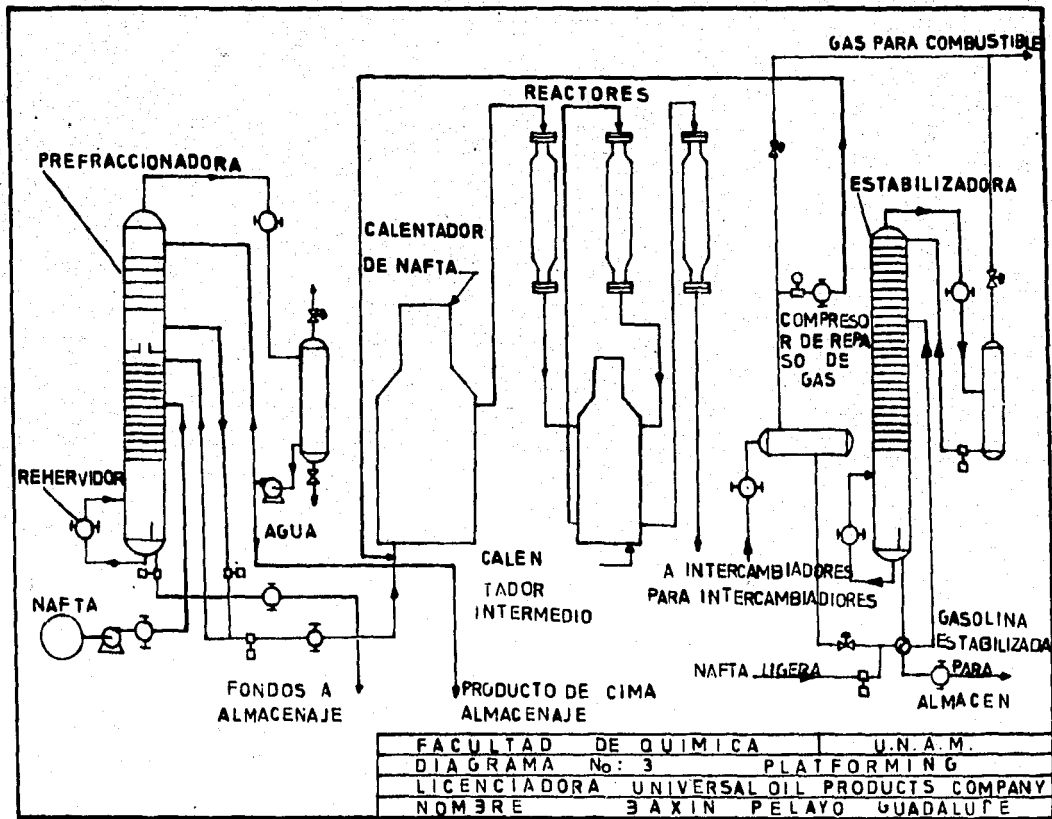 GAS PARA COMBUSTIBLE
REACTORES
PREFRACCIONADORA
ESTABILIZADORA
CALENTADOR
DE NAFTA
COMPRESO
R DE REPA
SO DE
GAS
REHERVIDOR
AGUA
CALEN
TADOR
INTERMEDIO
A INTERCAMBIADORES
PARA INTERCAMBIADIORES
NAFTA
GASOLINA
ESTABILIZADA
PARA
ALMACEN
NAFTA LIGERA
FONDOS A
ALMACENAJE
PRODUCTO DE CIMA
ALMACENAJE
FACULTAD DE QUIMICA U.N.A.M.
DIAGRAMA No: 3 PLATFORMING
LICENCIADORA UNIVERSAL OIL PRODUCTS COMPANY
NOMBRE BAXIN PELAYO GUADALUPE